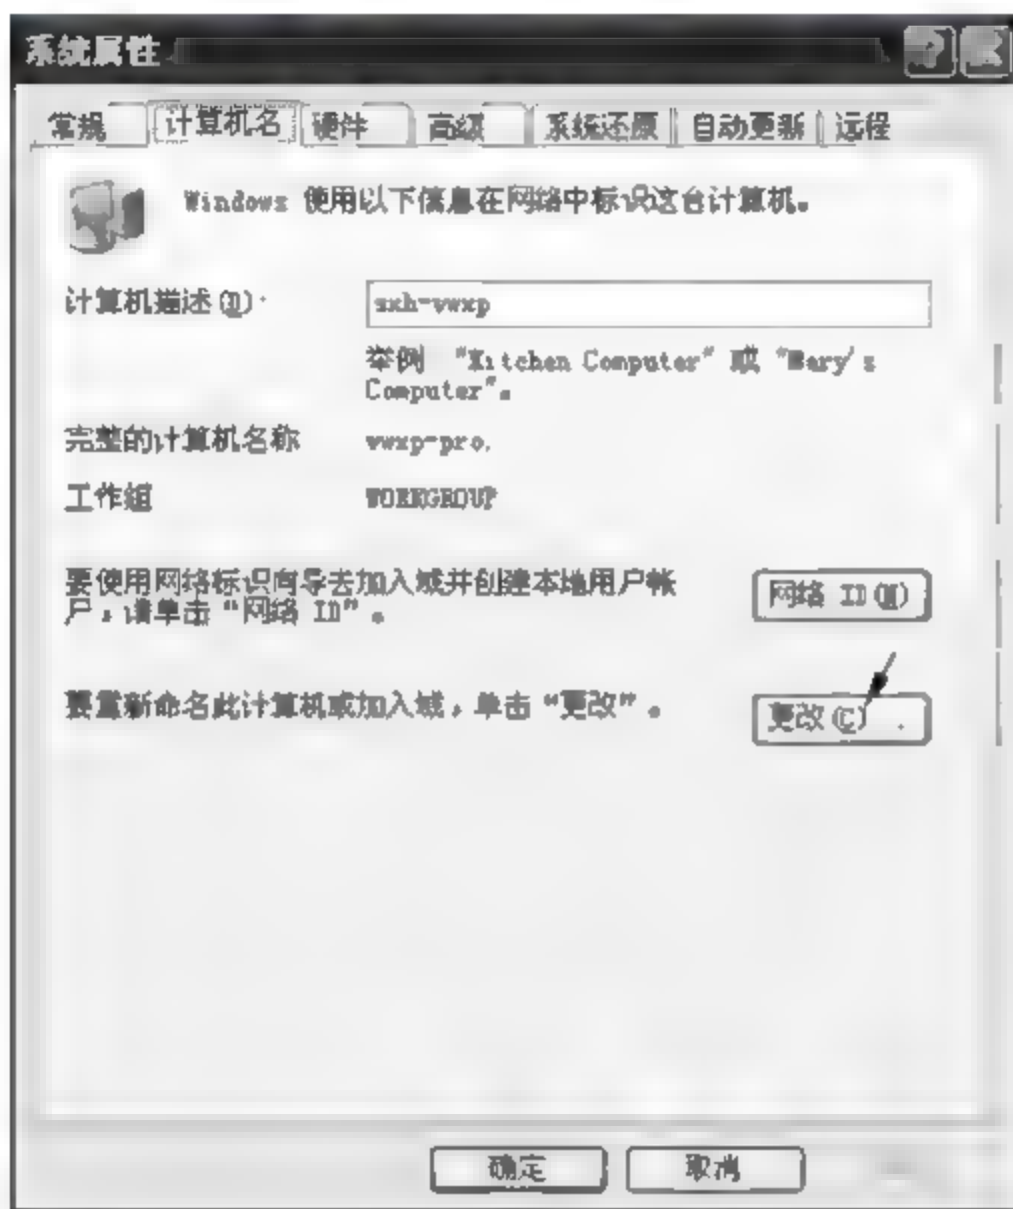 系统属性
常规 计算机名 硬件 高级 系统还原 自动更新 远程
Windows 使用以下信息在网络中标识这台计算机。
计算机描述(D): sxh-vwxp
举例 "Kitchen Computer" 或 "Mary's
Computer"。
完整的计算机名称 vwxp-pro.
工作组 WORKGROUP
要使用网络标识向导去加入域并创建本地用户帐
户，请单击“网络 ID”。
网络 ID(N)
要重新命名此计算机或加入域，单击“更改”。
更改(C)
确定 取消